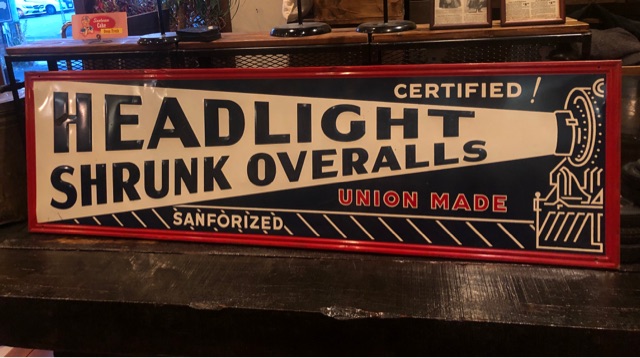 CERTIFIED!
HEADLIGHT
SHRUNK OVERALLS
UNION MADE
SANFORIZED